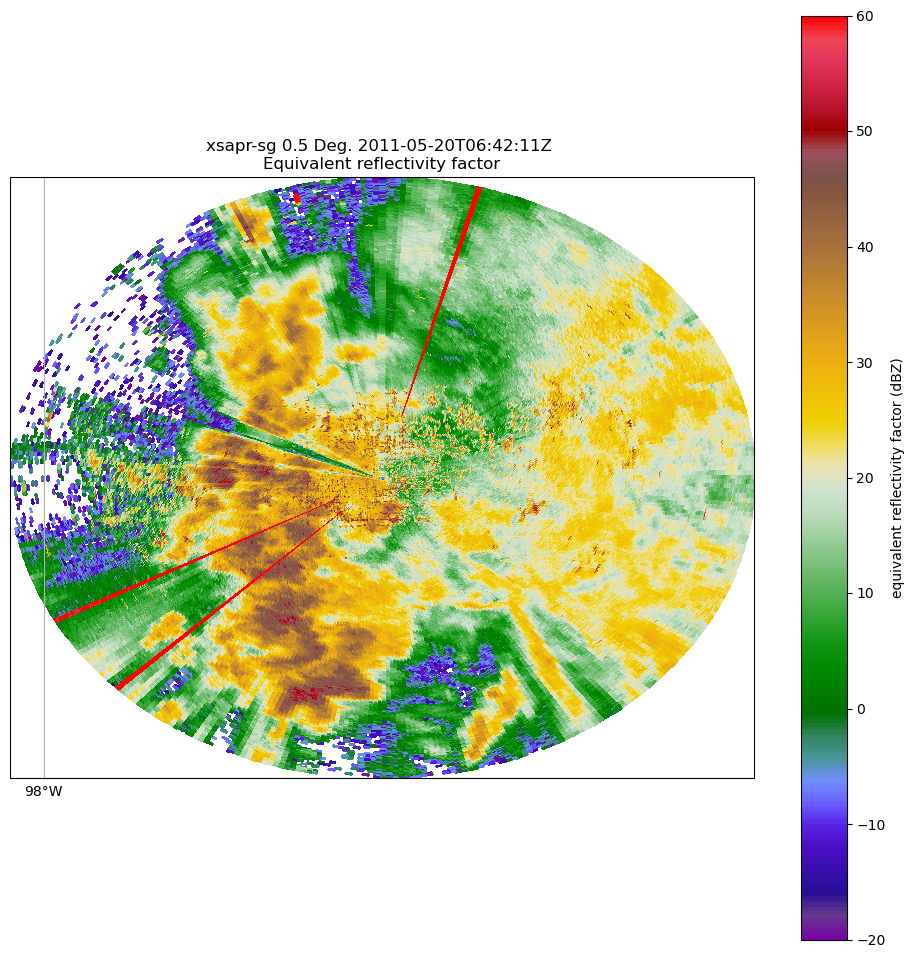 xsapr-sg 0.5 Deg. 2011-05-20T06:42:11Z
Equivalent reflectivity factor
98°W
60
50
40
30
20
10
0
−10
−20
equivalent reflectivity factor (dBZ)